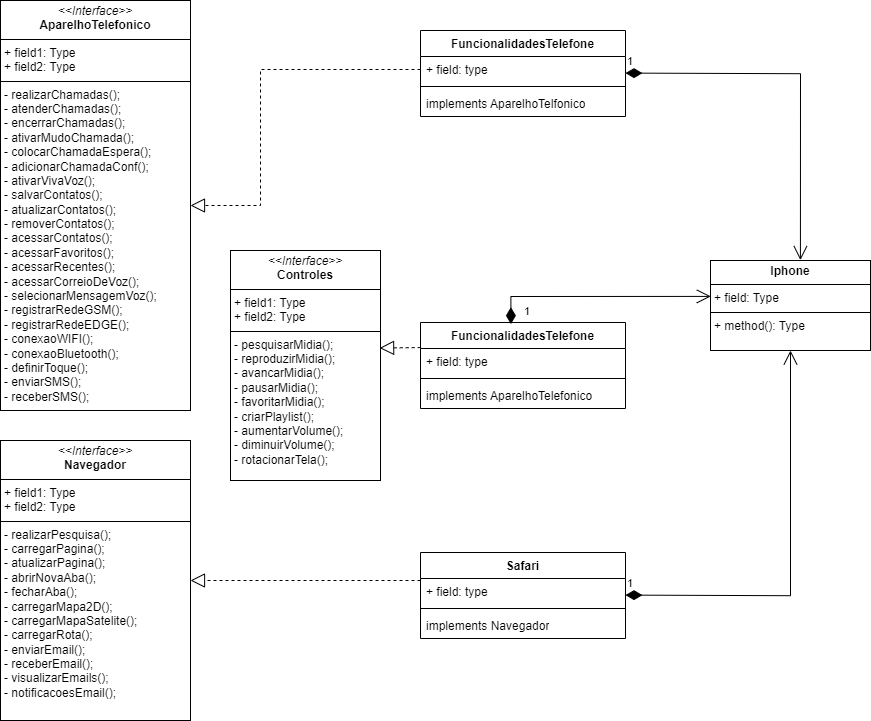 <<Interface>>
AparelhoTelefonico
+ field1: Type
+ field2: Type
- realizarChamadas();
- atenderChamadas();
- encerrarChamadas();
- ativarMudoChamada();
- colocarChamadaEspera();
- adicionarChamadaConf();
- ativarVivaVoz();
- salvarContatos();
- atualizarContatos();
- removerContatos();
- acessarContatos();
- acessarFavoritos();
- acessarRecentes();
- acessarCorreioDeVoz();
- selecionarMensagemVoz();
- registrarRedeGSM();
- registrarRedeEDGE();
- conexaoWIFI();
- conexaoBluetooth();
- definirToque();
- enviarSMS();
- receberSMS();
FuncionalidadesTelefone
+ field: type
implements AparelhoTelfonico
1
<<Interface>>
Controles
+ field1: Type
+ field2: Type
- pesquisarMidia();
- reproduzirMidia();
- avancarMidia();
- pausarMidia();
- favoritarMidia();
- criarPlaylist();
- aumentarVolume();
- diminuirVolume();
- rotacionarTela();
1
FuncionalidadesTelefone
+ field: type
implements AparelhoTelefonico
Iphone
+ field: Type
+ method(): Type
<<Interface>>
Navegador
+ field1: Type
+ field2: Type
- realizarPesquisa();
- carregarPagina();
- atualizarPagina();
- abrirNovaAba();
- fecharAba();
- carregarMapa2D();
- carregarMapaSatelite();
- carregarRota();
- enviarEmail();
- receberEmail();
- visualizarEmails();
- notificacoesEmail();
Safari
+ field: type
implements Navegador
1